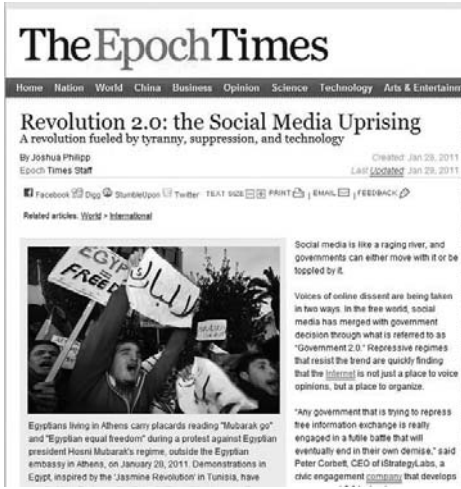 The Epoch Times
Home Nation World China Business Opinion Science Technology Arts & Entertainm
Revolution 2.0: the Social Media Uprising
A revolution fueled by tyranny, suppression, and technology
By Joshua Philipp
Created: Jan 29, 2011
Epoch Times Staff
Last Updated: Jan 29, 2011
Facebook Digg StumbleUpon Twitter TEXT SIZE PRINT | EMAIL | FEEDBACK
Related articles: World > International
EGYP
=
FREED
Social media is like a raging river, and
governments can either move with it or be
toppled by it.
Voices of online dissent are being taken
in two ways. In the free world, social
media has merged with government
decision through what is referred to as
"Government 2.0." Repressive regimes
that resist the trend are quickly finding
that the Internet is not just a place to voice
opinions, but a place to organize.
"Any government that is trying to repress
free information exchange is really
engaged in a futile battle that will
eventually end in their own demise," said
Peter Corbett, CEO of iStrategyLabs, a
civic engagement company that develops
Egyptians living in Athens carry placards reading "Mubarak go"
and "Egyptian equal freedom" during a protest against Egyptian
president Hosni Mubarak's regime, outside the Egyptian
embassy in Athens, on January 28, 2011. Demonstrations in
Egypt, inspired by the 'Jasmine Revolution' in Tunisia, have